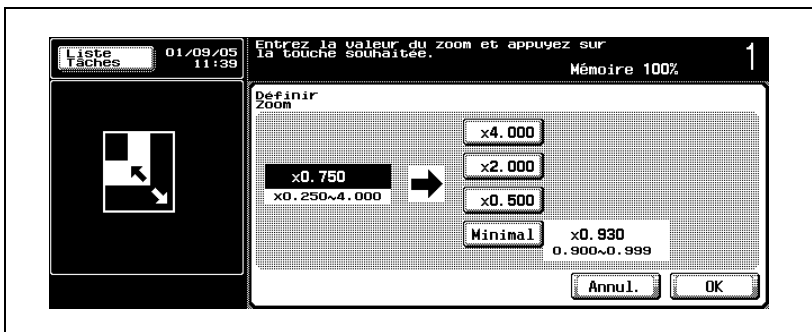 Liste
Tâches
01/09/05
11:39
Entrez la valeur du zoom et appuyez sur
la touche souhaitée.
Mémoire 100%
1
Définir
Zoom
x0.750
x0.250~4.000
x4.000
x2.000
x0.500
Minimal
x0.930
0.900~0.999
Annul.
OK